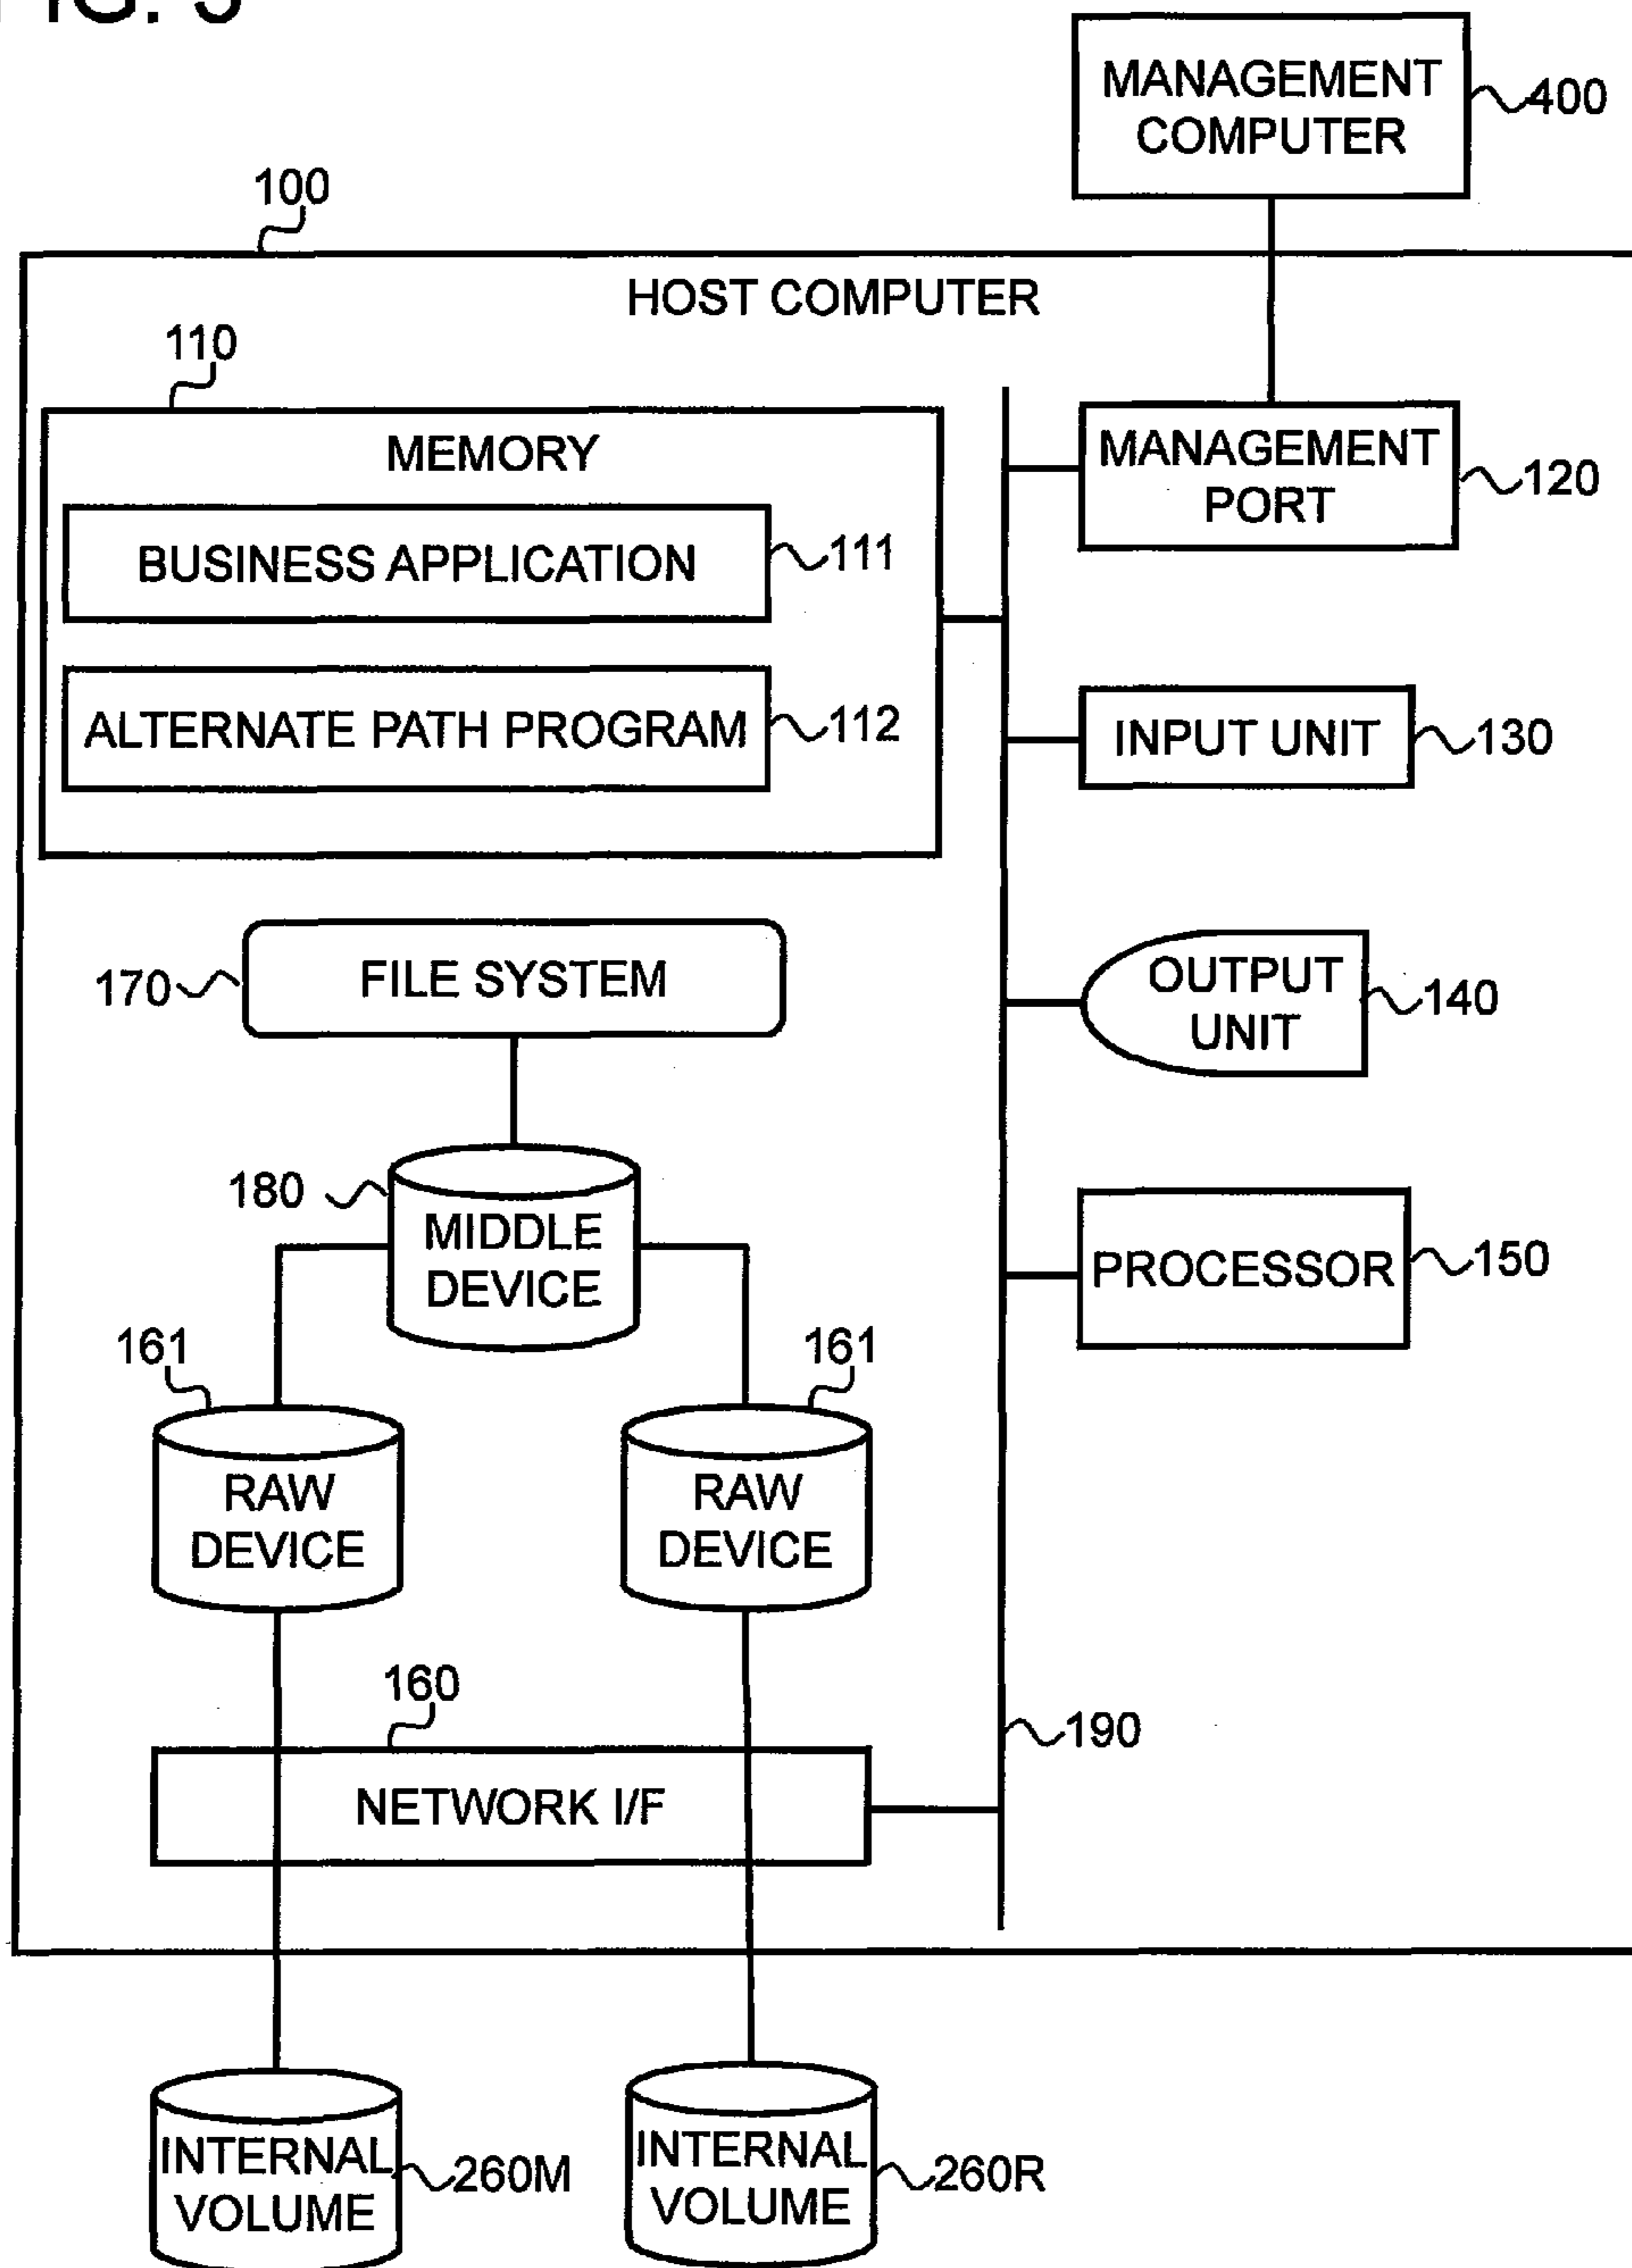 FIG. 3
MANAGEMENT
COMPUTER
400
100
HOST COMPUTER
110
MEMORY
BUSINESS APPLICATION
111
ALTERNATE PATH PROGRAM
112
MANAGEMENT
PORT
120
INPUT UNIT
130
FILE SYSTEM
170
OUTPUT
UNIT
140
180
MIDDLE
DEVICE
PROCESSOR
150
161
RAW
DEVICE
161
RAW
DEVICE
160
NETWORK I/F
190
INTERNAL
VOLUME
260M
INTERNAL
VOLUME
260R